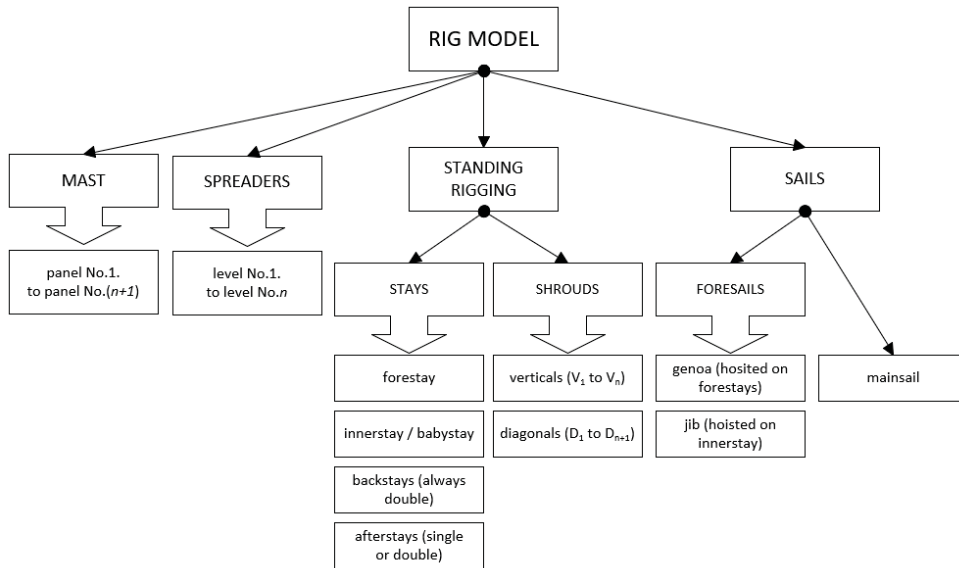 RIG MODEL
MAST
SPREADERS
STANDING
RIGGING
SAILS
panel No.1.
to panel No.(n+1)
level No.1.
to level No.n
STAYS
SHROUDS
FORESAILS
forestay
verticals (V₁ to Vₙ)
genoa (hosited on
forestays)
mainsail
innerstay / babystay
diagonals (D₁ to Dₙ₊₁)
jib (hoisted on
innerstay)
backstays (always
double)
afterstays (single
or double)